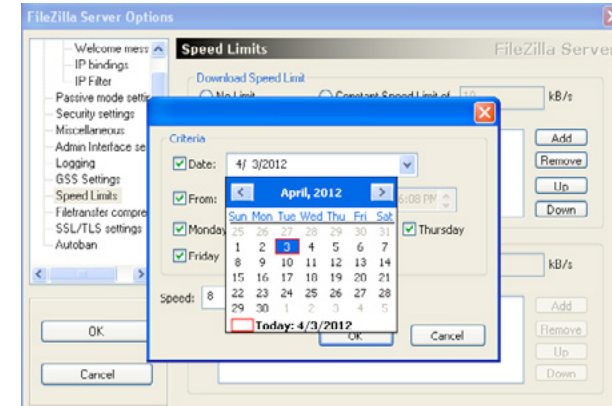 FileZilla Server Options
Welcome mess
IP bindings
IP Filter
Passive mode settin
Security settings
Miscellaneous
Admin Interface se
Logging
GSS Settings
Speed Limits
Filetransfer compre
SSL/TLS settings
Autoban
OK
Cancel
Speed Limits
FileZilla Server
Download Speed Limit
No Limit
Constant Speed Limit of
10
kB/s
Add
Remove
Up
Down
Criteria
Date:
4/ 3/2012
From:
6:08 PM
Monday
Thursday
Friday
April, 2012
Sun Mon Tue Wed Thu Fri Sat
25 26 27 28 29 30 31
1 2 3 4 5 6 7
8 9 10 11 12 13 14
15 16 17 18 19 20 21
22 23 24 25 26 27 28
29 30 1 2 3 4 5
Today: 4/3/2012
Speed: 8
OK
Cancel
kB/s
Add
Remove
Up
Down